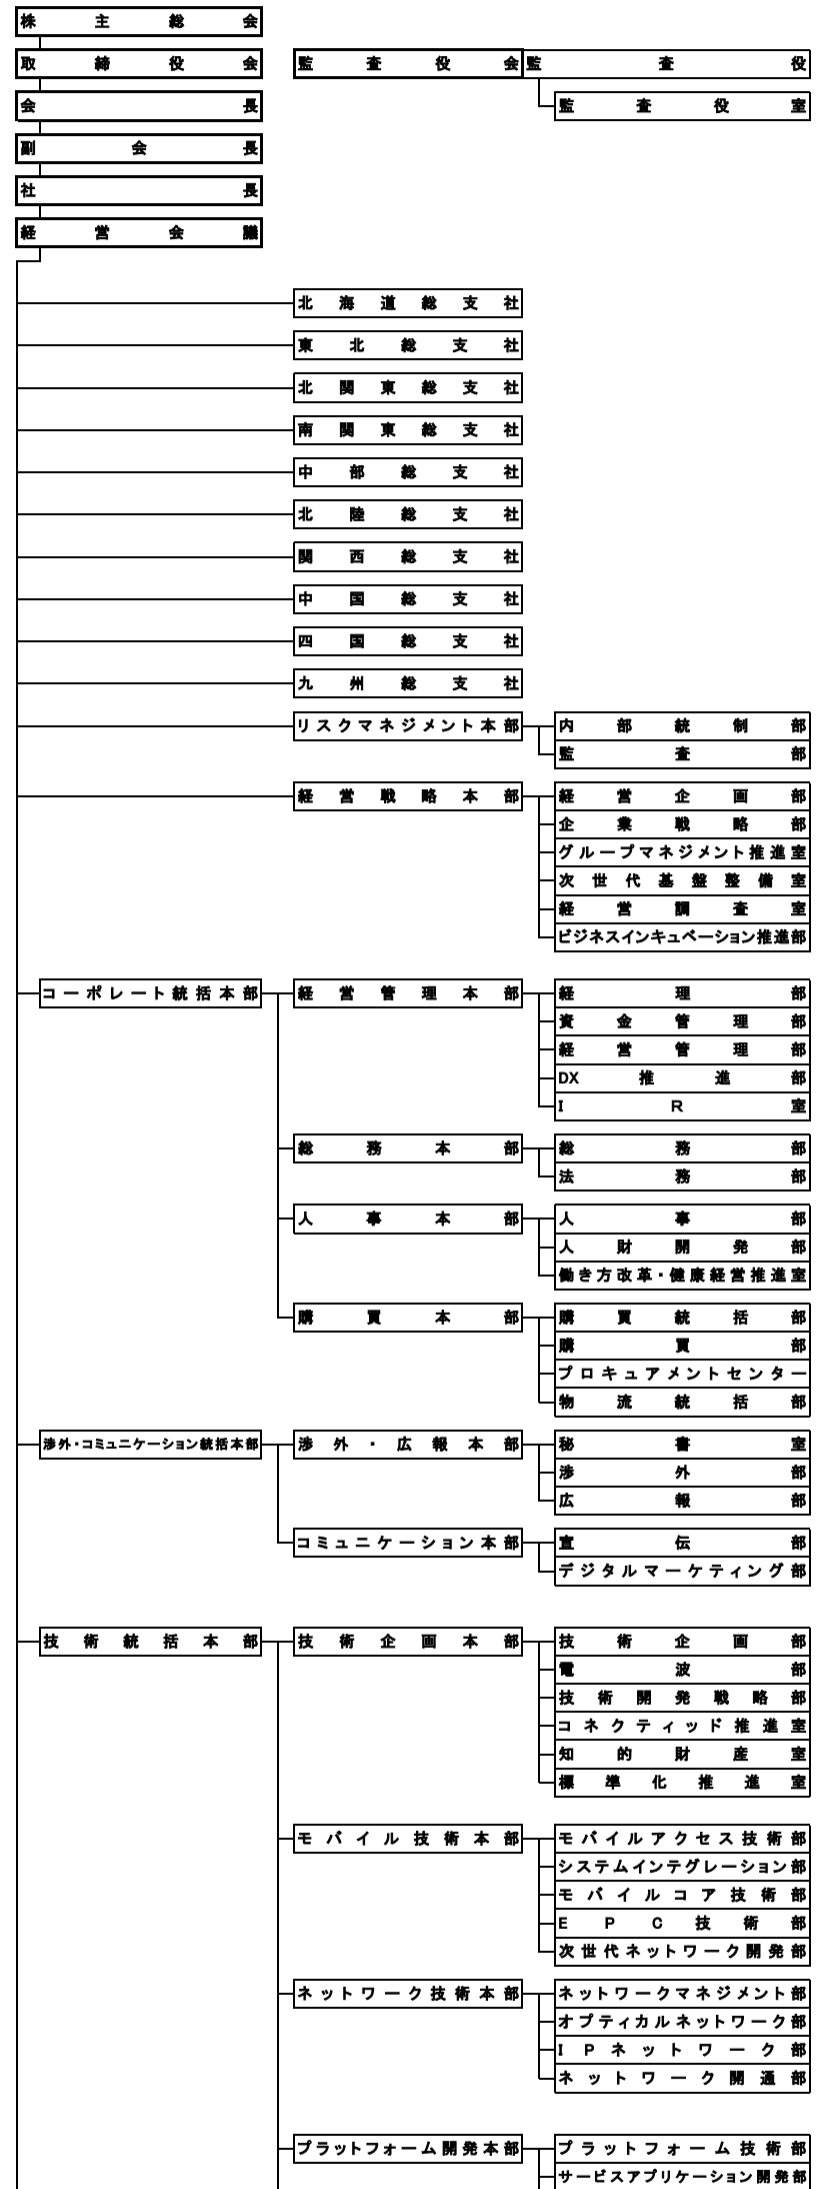 株主総会
取締役会 監査役会 監査役
会長 監査役室
副会長
社長
経営会議
北海道総支社
東北総支社
北関東総支社
南関東総支社
中部総支社
北陸総支社
関西総支社
中国総支社
四国総支社
九州総支社
リスクマネジメント本部 内部統制部
監査部
経営戦略本部 経営企画部
企業戦略部
グループマネジメント推進室
次世代基盤整備室
経営調査室
ビジネスインキュベーション推進部
コーポレート統括本部 経営管理本部 経理部
資金管理部
経営管理部
DX推進部
IR室
総務本部 総務部
法務部
人事本部 人事部
人財開発部
働き方改革・健康経営推進室
購買本部 購買統括部
購買部
プロキュアメントセンター
物流統括部
渉外・コミュニケーション統括本部 渉外・広報本部 秘書室
渉外部
広報部
コミュニケーション本部 宣伝部
デジタルマーケティング部
技術統括本部 技術企画本部 技術企画部
電波部
技術開発戦略部
コネクティッド推進室
知的財産室
標準化推進室
モバイル技術本部 モバイルアクセス技術部
システムインテグレーション部
モバイルコア技術部
EPC技術部
次世代ネットワーク開発部
ネットワーク技術本部 ネットワークマネジメント部
オプティカルネットワーク部
IPネットワーク部
ネットワーク開通部
プラットフォーム開発本部 プラットフォーム技術部
サービスアプリケーション開発部